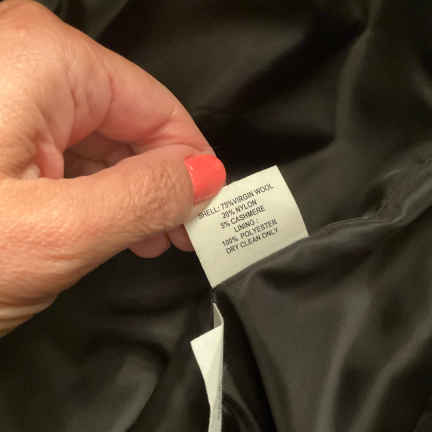 SHELL: 75%VIRGIN WOOL
20% NYLON
5% CASHMERE
LINING :
100% POLYESTER
DRY CLEAN ONLY